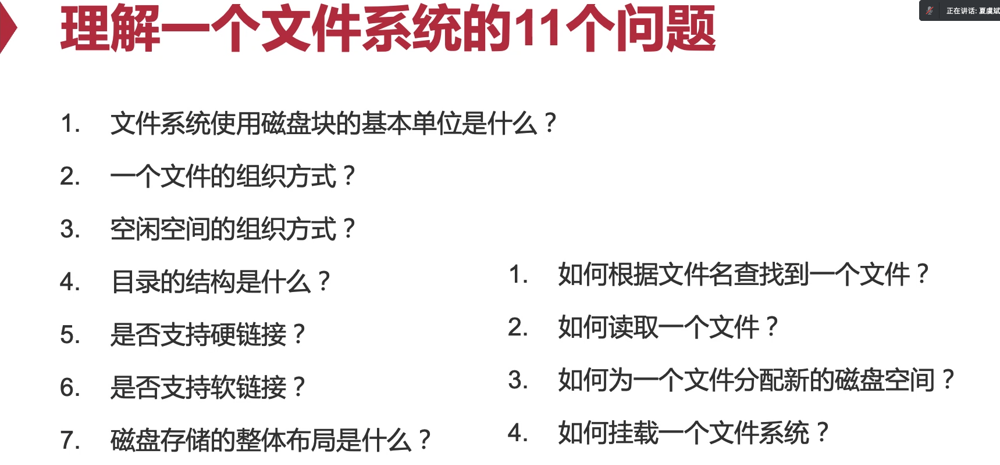 理解一个文件系统的11个问题
正在讲话: 夏虞斌
1. 文件系统使用磁盘块的基本单位是什么？
2. 一个文件的组织方式？
3. 空闲空间的组织方式？
4. 目录的结构是什么？
5. 是否支持硬链接？
6. 是否支持软链接？
7. 磁盘存储的整体布局是什么？
1. 如何根据文件名查找到一个文件？
2. 如何读取一个文件？
3. 如何为一个文件分配新的磁盘空间？
4. 如何挂载一个文件系统？